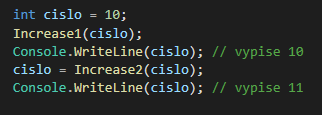 int cislo = 10;
Increase1(cislo);
Console.WriteLine(cislo); // vypise 10
cislo = Increase2(cislo);
Console.WriteLine(cislo); // vypise 11